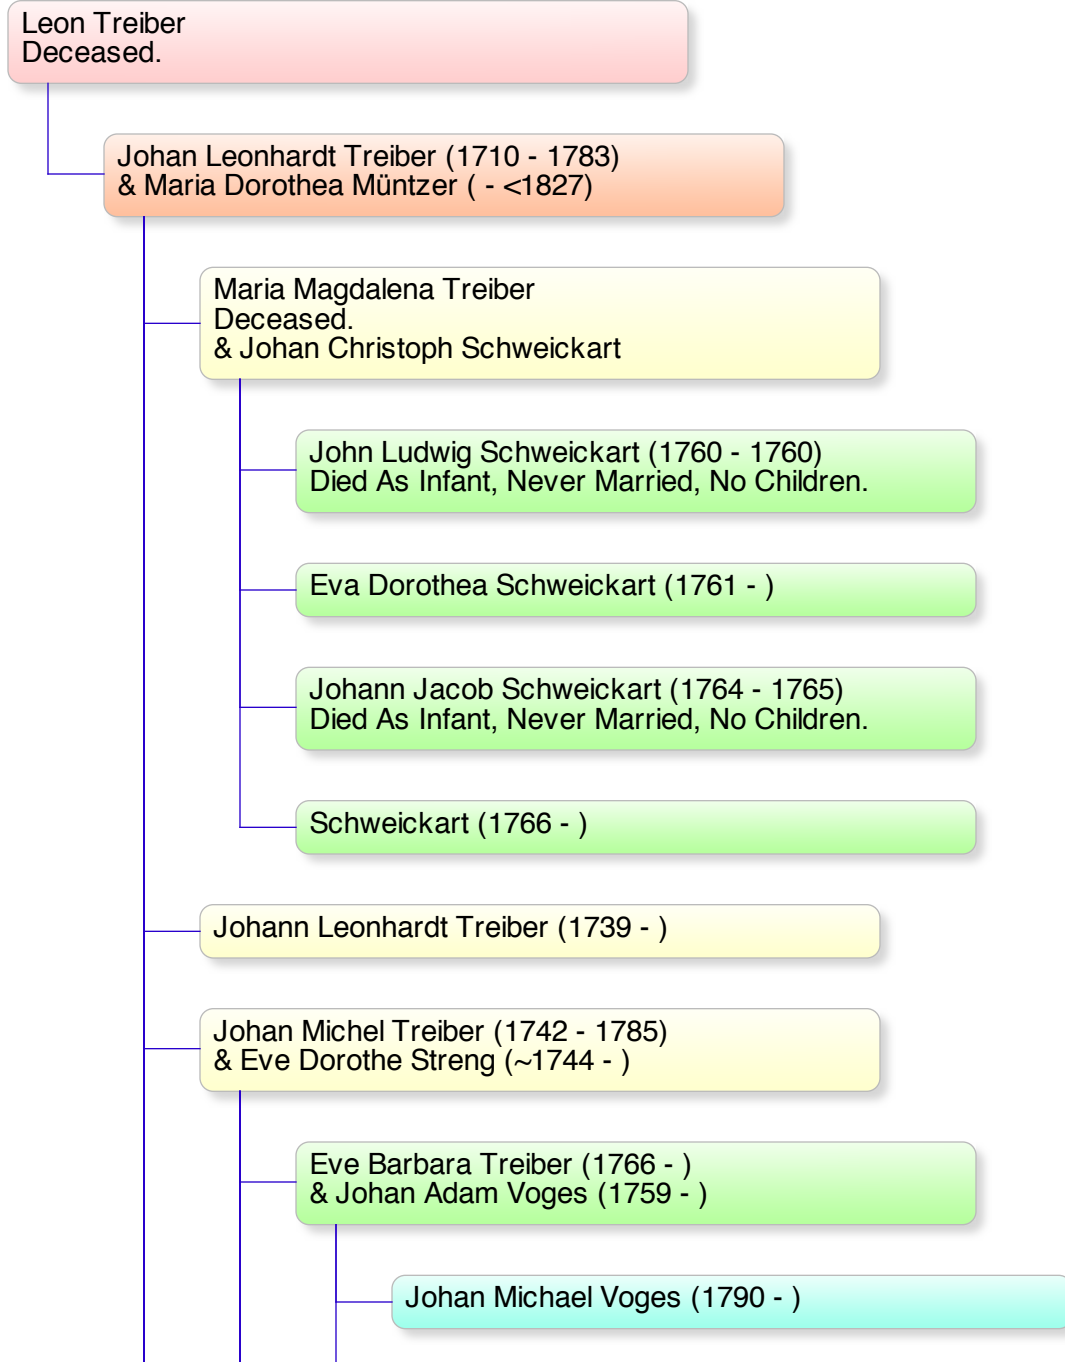 Leon Treiber
Deceased.
Johan Leonhardt Treiber (1710 - 1783)
& Maria Dorothea Müntzer ( - <1827)
Maria Magdalena Treiber
Deceased.
& Johan Christoph Schweickart
John Ludwig Schweickart (1760 - 1760)
Died As Infant, Never Married, No Children.
Eva Dorothea Schweickart (1761 - )
Johann Jacob Schweickart (1764 - 1765)
Died As Infant, Never Married, No Children.
Schweickart (1766 - )
Johann Leonhardt Treiber (1739 - )
Johan Michel Treiber (1742 - 1785)
& Eve Dorothe Streng (~1744 - )
Eve Barbara Treiber (1766 - )
& Johan Adam Voges (1759 - )
Johan Michael Voges (1790 - )